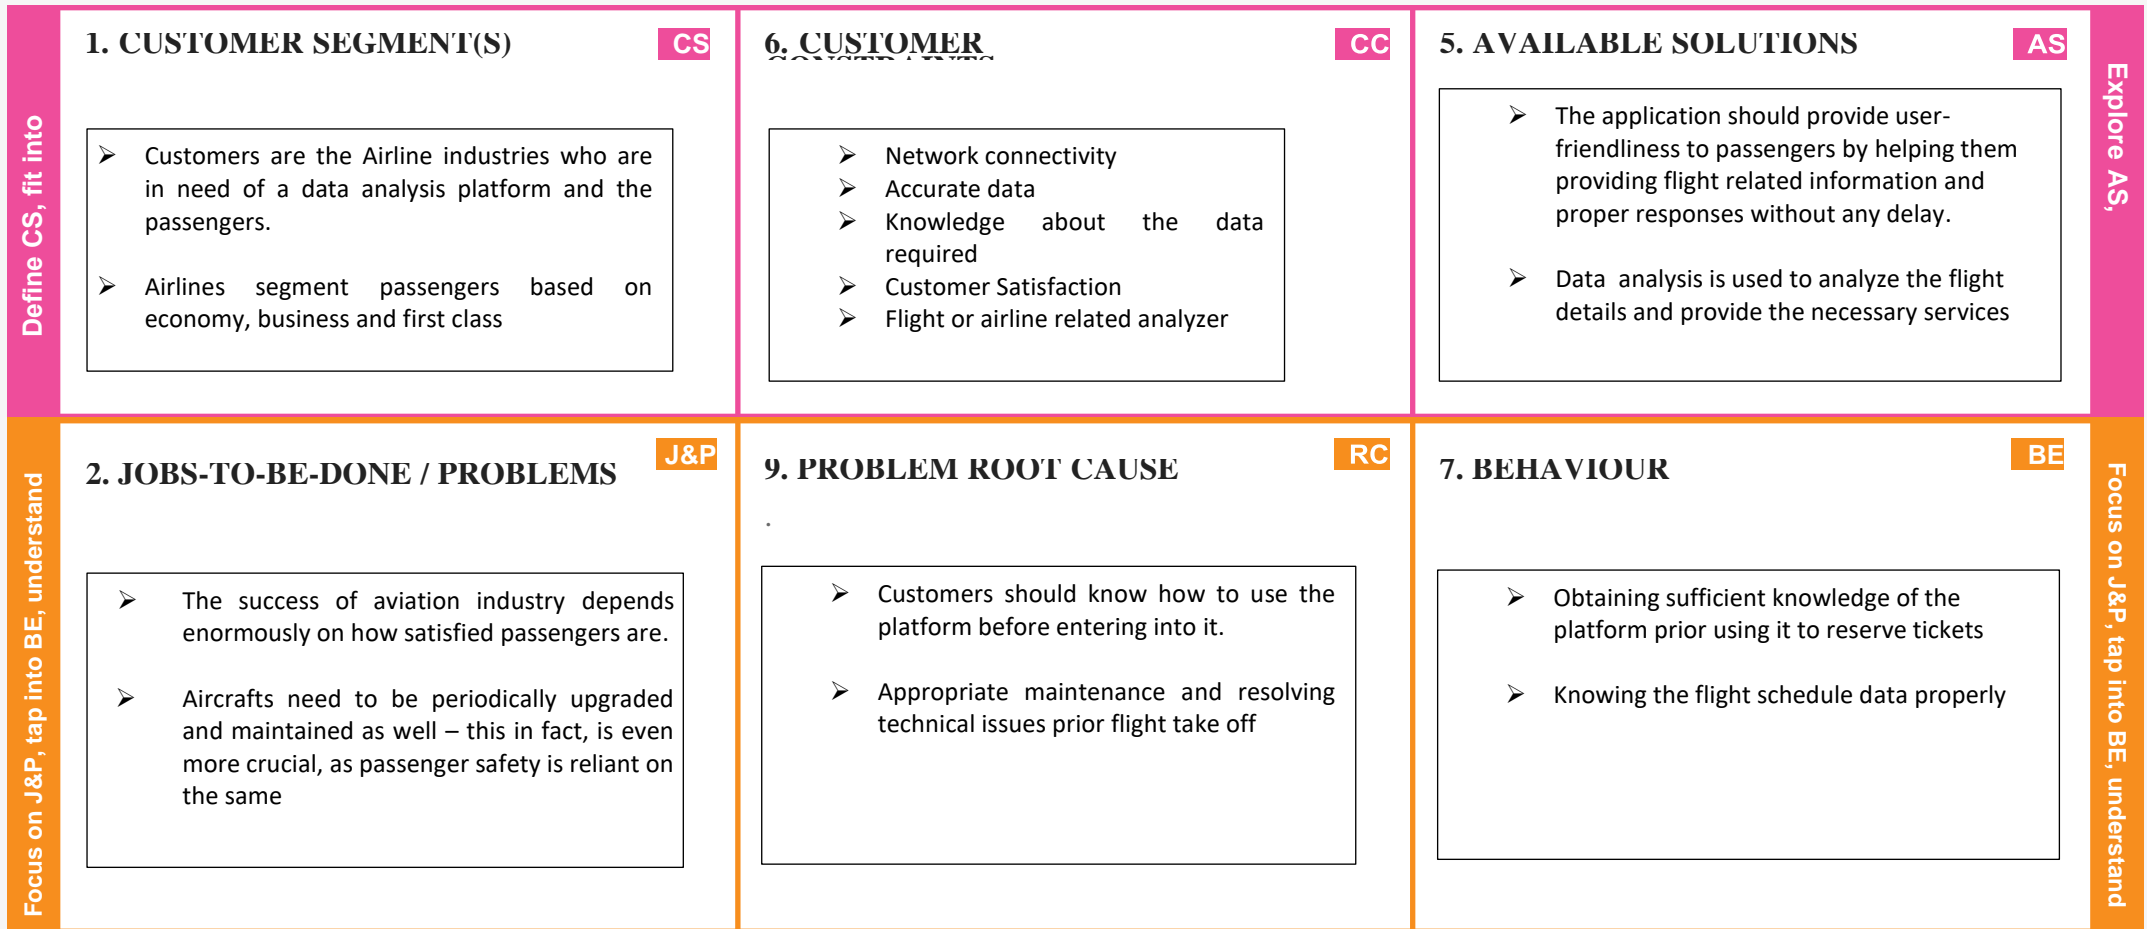 Define CS, fit into
1. CUSTOMER SEGMENT(S)
CS
➢ Customers are the Airline industries who are
in need of a data analysis platform and the
passengers.
➢ Airlines segment passengers based on
economy, business and first class
6. CUSTOMER
CONSTRAINTS
CC
➢ Network connectivity
➢ Accurate data
➢ Knowledge about the data
required
➢ Customer Satisfaction
➢ Flight or airline related analyzer
5. AVAILABLE SOLUTIONS
AS
➢ The application should provide user-
friendliness to passengers by helping them
providing flight related information and
proper responses without any delay.
➢ Data analysis is used to analyze the flight
details and provide the necessary services
Explore AS,
Focus on J&P, tap into BE, understand
2. JOBS-TO-BE-DONE / PROBLEMS
J&P
➢ The success of aviation industry depends
enormously on how satisfied passengers are.
➢ Aircrafts need to be periodically upgraded
and maintained as well – this in fact, is even
more crucial, as passenger safety is reliant on
the same
9. PROBLEM ROOT CAUSE
RC
.
➢ Customers should know how to use the
platform before entering into it.
➢ Appropriate maintenance and resolving
technical issues prior flight take off
7. BEHAVIOUR
BE
➢ Obtaining sufficient knowledge of the
platform prior using it to reserve tickets
➢ Knowing the flight schedule data properly
Focus on J&P, tap into BE, understand